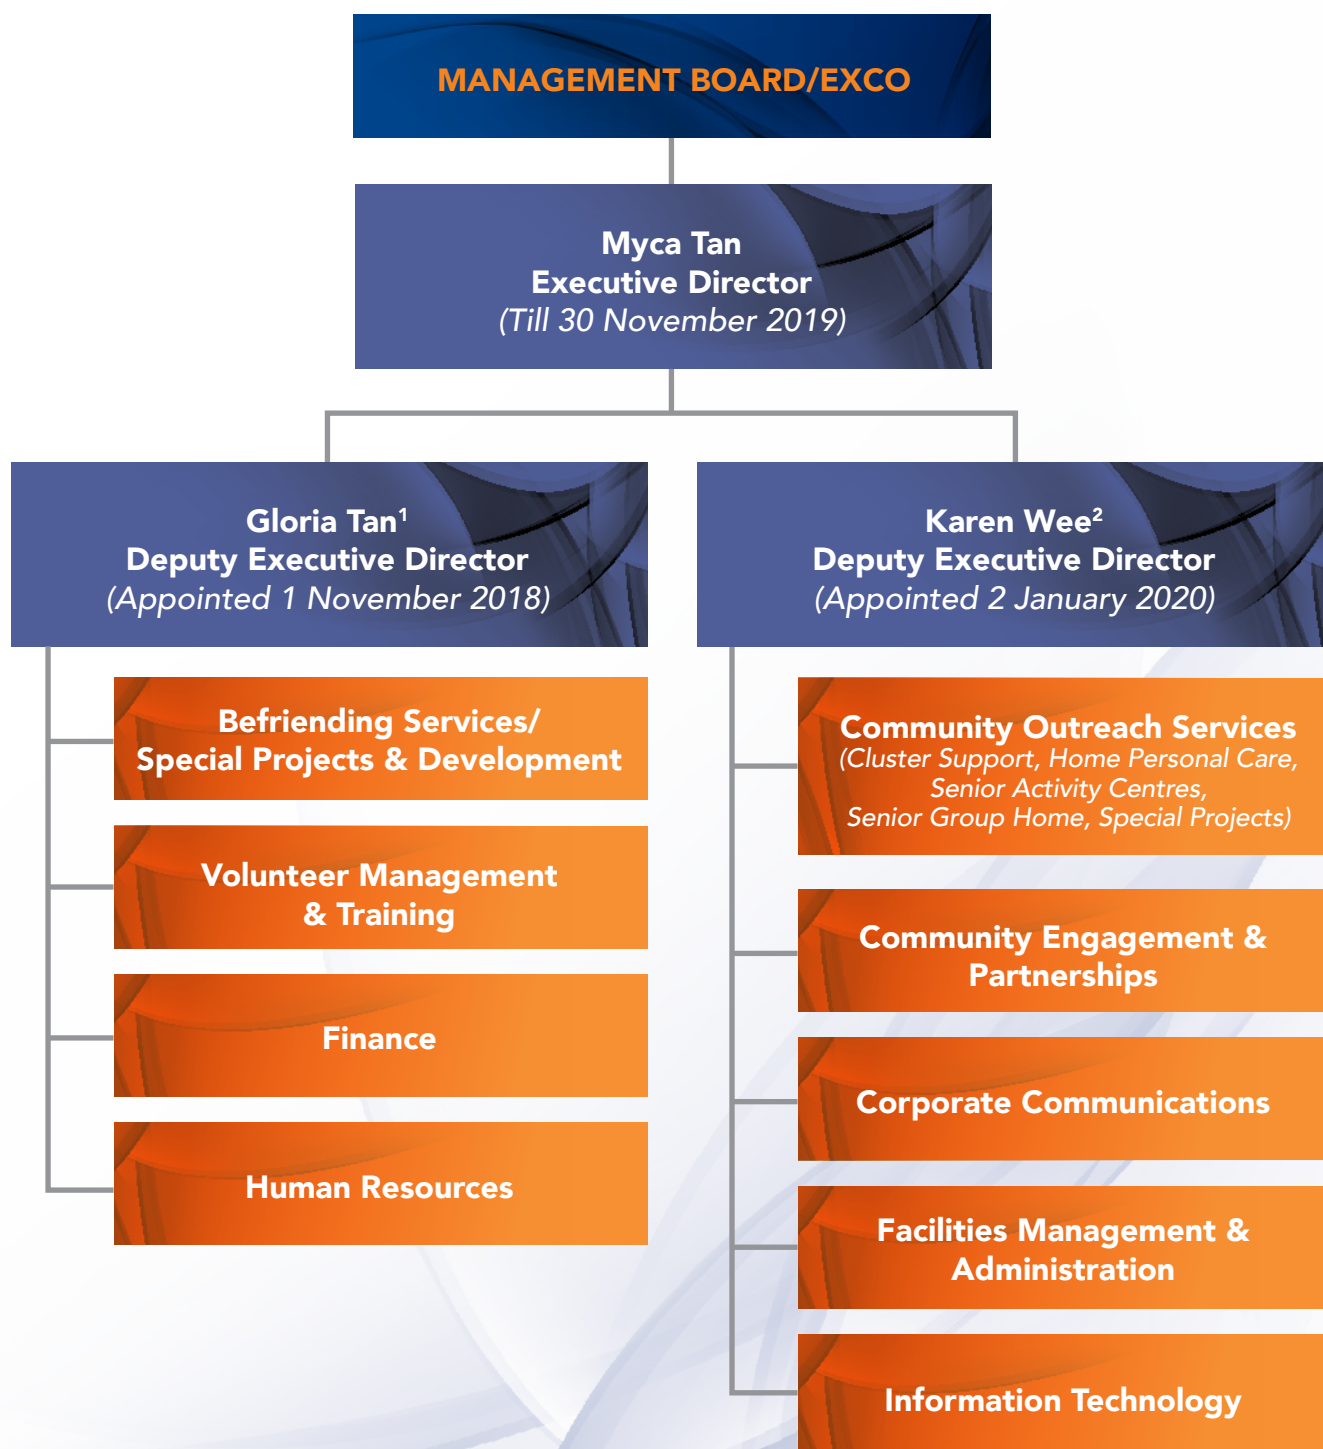 MANAGEMENT BOARD/EXCO
Myca Tan
Executive Director
(Till 30 November 2019)
Gloria Tan¹
Deputy Executive Director
(Appointed 1 November 2018)
Befriending Services/
Special Projects & Development
Volunteer Management
& Training
Finance
Human Resources
Karen Wee²
Deputy Executive Director
(Appointed 2 January 2020)
Community Outreach Services
(Cluster Support, Home Personal Care,
Senior Activity Centres,
Senior Group Home, Special Projects)
Community Engagement &
Partnerships
Corporate Communications
Facilities Management &
Administration
Information Technology